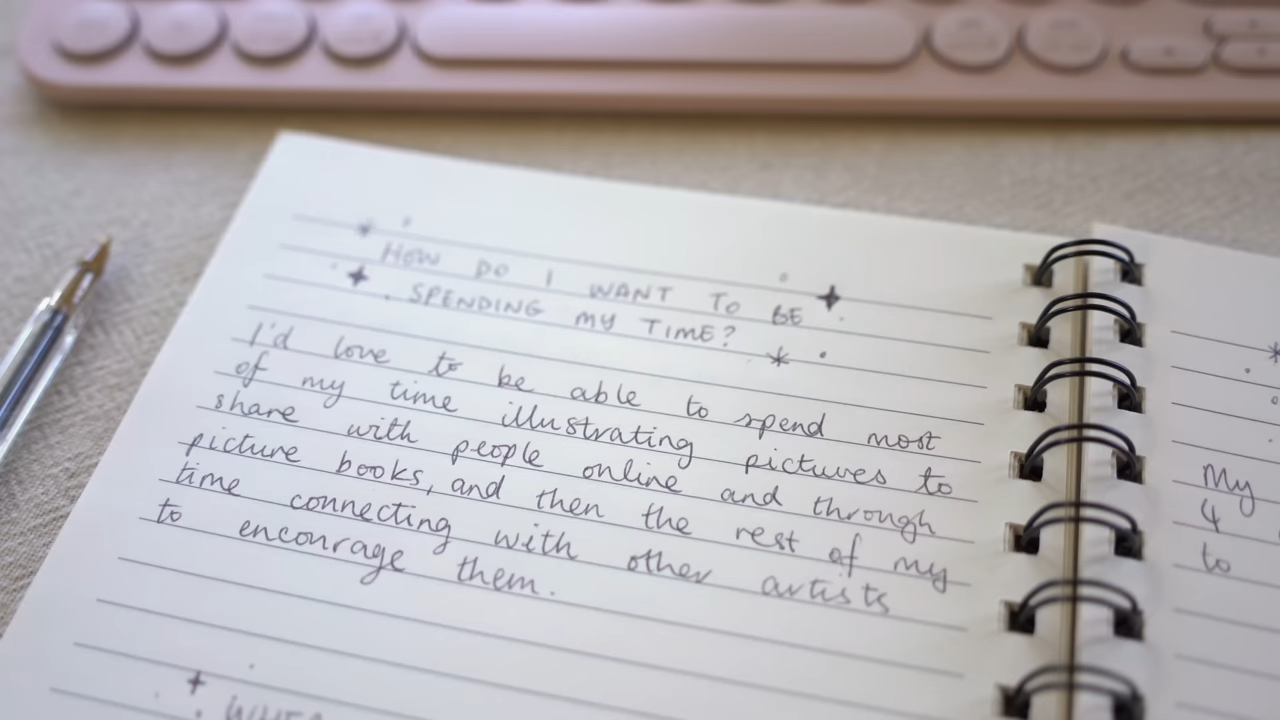 HOW DO I WANT TO BE
SPENDING MY TIME?
I'd love to be able to spend most
of my time illustrating pictures to
share with people online and through
picture books, and then the rest of my
time connecting with other artists
to encourage them.
My
4
to